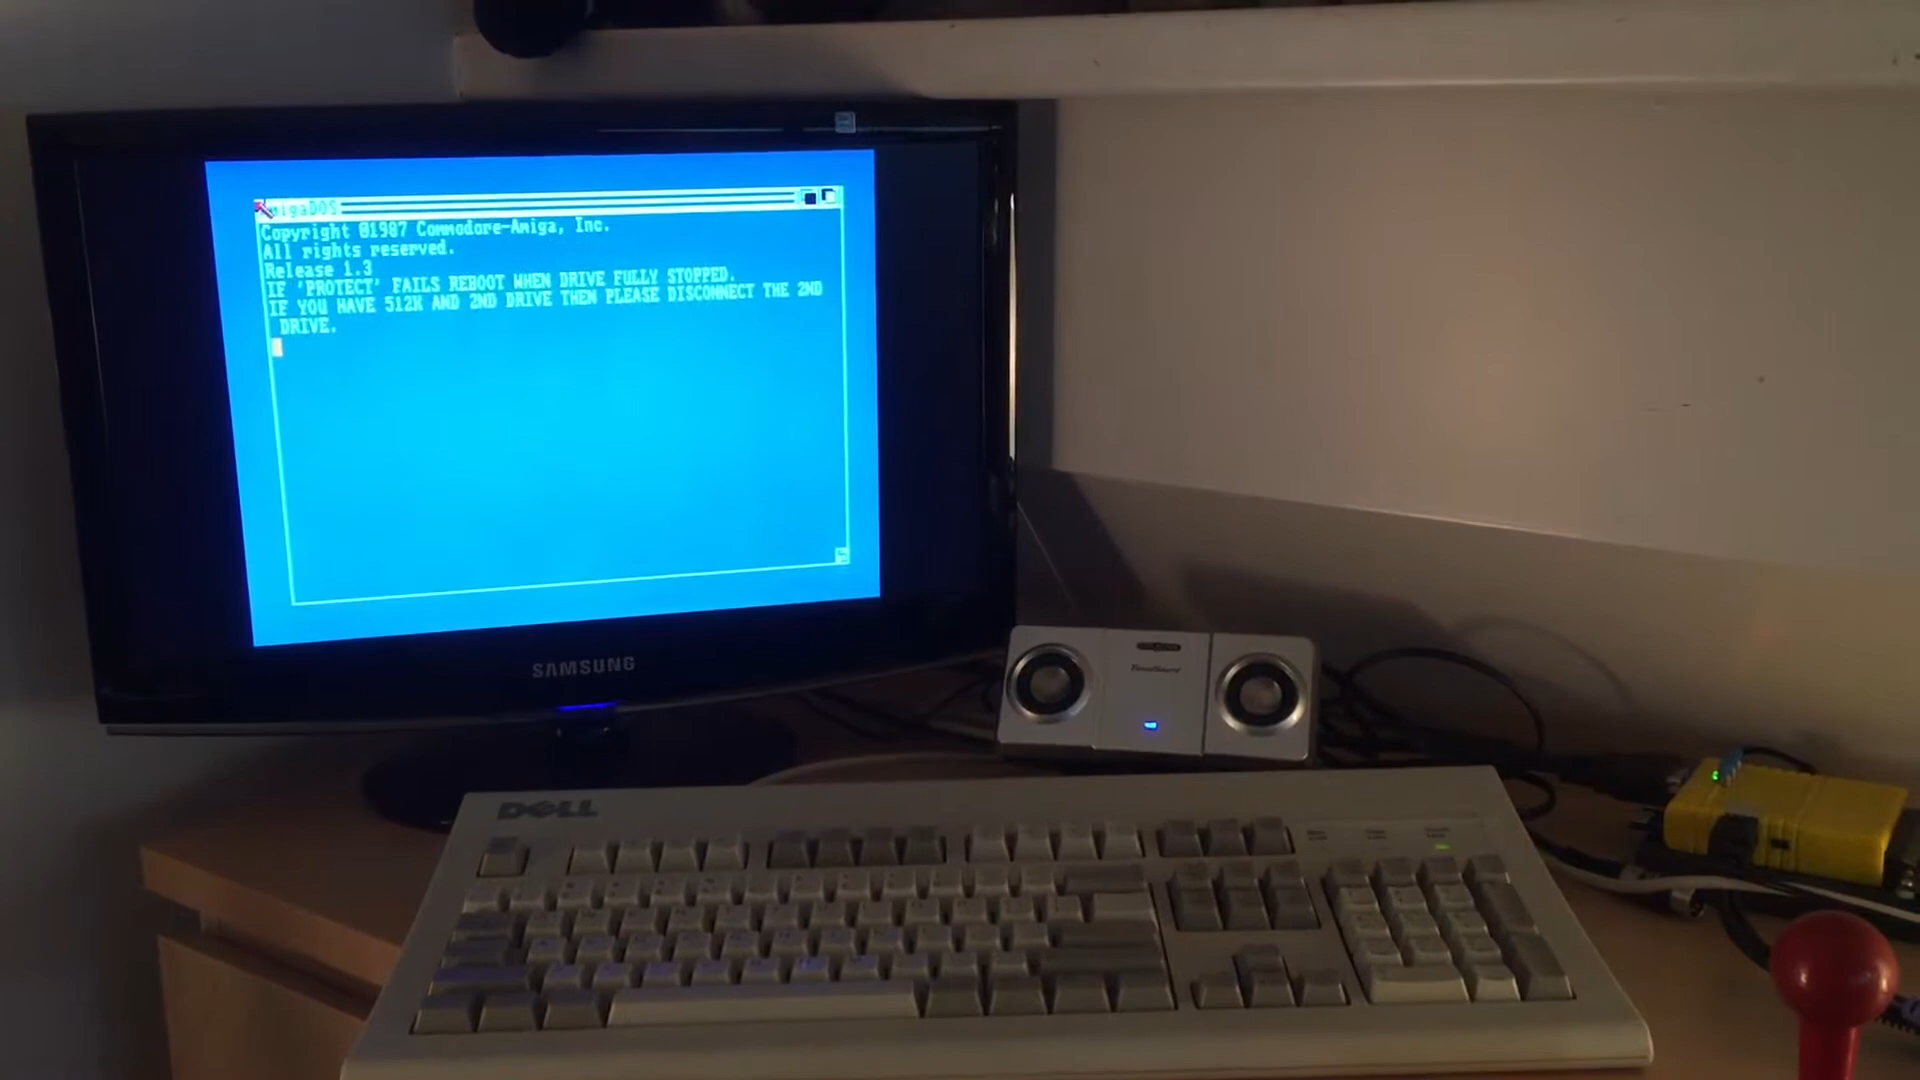 AmigaDOS
Copyright ©1987 Commodore-Amiga, Inc.
All rights reserved.
Release 1.3
IF 'PROTECT' FAILS REBOOT WHEN DRIVE FULLY STOPPED.
IF YOU HAVE 512K AND 2ND DRIVE THEN PLEASE DISCONNECT THE 2ND
DRIVE.
SAMSUNG
DELL